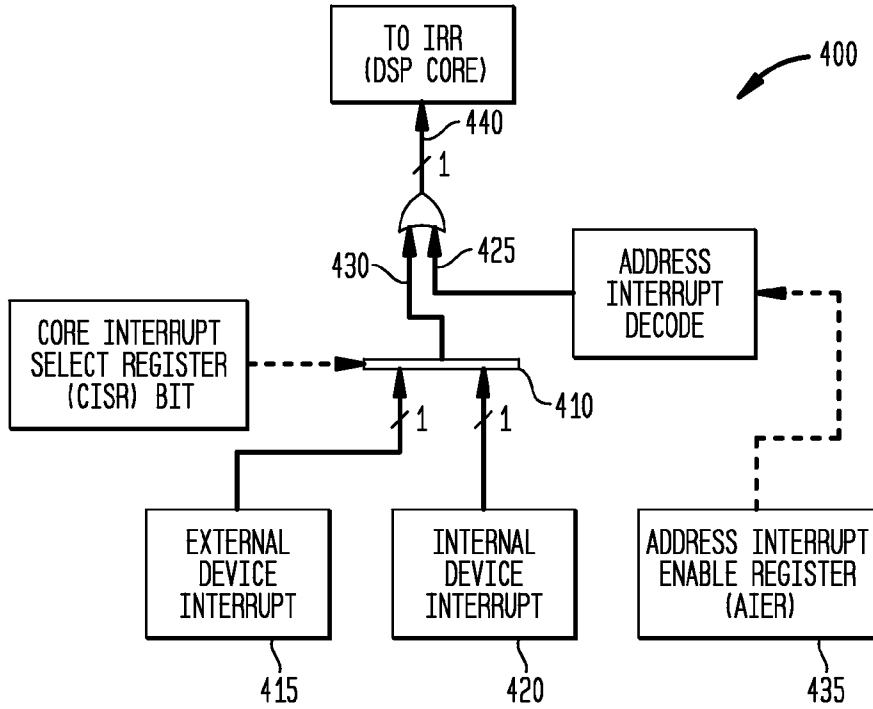 TO IRR
(DSP CORE)
400
440
1
430
425
ADDRESS
INTERRUPT
DECODE
CORE INTERRUPT
SELECT REGISTER
(CISR) BIT
410
1
1
EXTERNAL
DEVICE
INTERRUPT
INTERNAL
DEVICE
INTERRUPT
ADDRESS INTERRUPT
ENABLE REGISTER
(AIER)
415
420
435